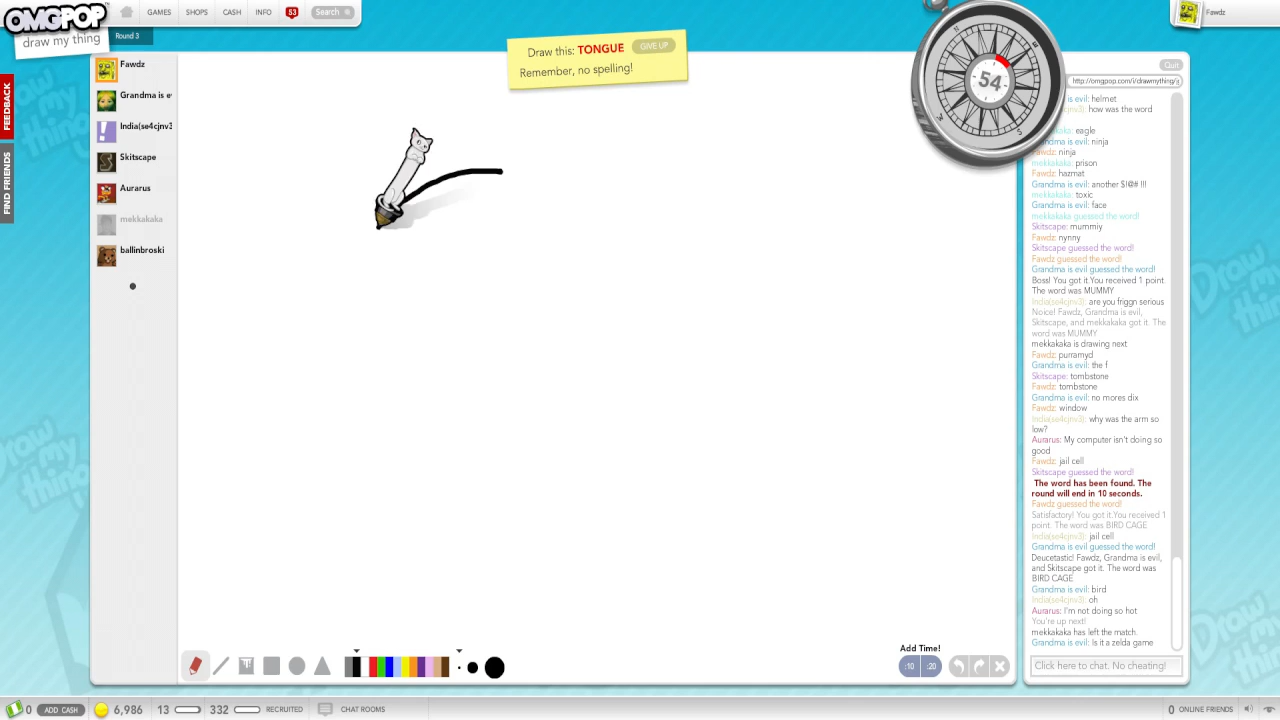 OMGPOP
GAMES
SHOPS
CASH
INFO
53
Search
Fawdz
draw my thing
Round 3
Draw this: TONGUE
GIVE UP
Remember, no spelling!
54
Quit
http://omgpop.com/i/drawmything/
FEEDBACK
FIND FRIENDS
Fawdz
Grandma is e
India(se4cjnv3
Skitscape
Aurarus
mekkakaka
ballinbroski
is evil: helmet
how was the word
eagle
is evil: ninja
Fawdz: ninja
mekkakaka: prison
Fawdz: hazmat
Grandma is evil: another $!@# !!!
mekkakaka: toxic
Grandma is evil: face
mekkakaka guessed the word!
Skitscape: mummiy
Fawdz: nynny
Skitscape guessed the word!
Fawdz guessed the word!
Grandma is evil guessed the word!
Boss! You got it.You received 1 point.
The word was MUMMY
India(se4cjnv3): are you friggn serious
Noice! Fawdz, Grandma is evil,
Skitscape, and mekkakaka got it. The
word was MUMMY
mekkakaka is drawing next
Fawdz: purramyd
Grandma is evil: the f
Skitscape: tombstone
Fawdz: tombstone
Grandma is evil: no mores dix
Fawdz: window
India(se4cjnv3): why was the arm so
low?
Aurarus: My computer isn't doing so
good
Fawdz: jail cell
Skitscape guessed the word!
The word has been found. The
round will end in 10 seconds.
Fawdz guessed the word!
Satisfactory! You got it.You received 1
point. The word was BIRD CAGE
India(se4cjnv3): jail cell
Grandma is evil guessed the word!
Deucetastic! Fawdz, Grandma is evil,
and Skitscape got it. The word was
BIRD CAGE
Grandma is evil: bird
India(se4cjnv3): oh
Aurarus: I'm not doing so hot
You're up next!
mekkakaka has left the match.
Grandma is evil: Is it a zelda game
Click here to chat. No cheating!
Add Time!
:10
:20
0
ADD CASH
6,986
13
332
RECRUITED
CHAT ROOMS
0 ONLINE FRIENDS